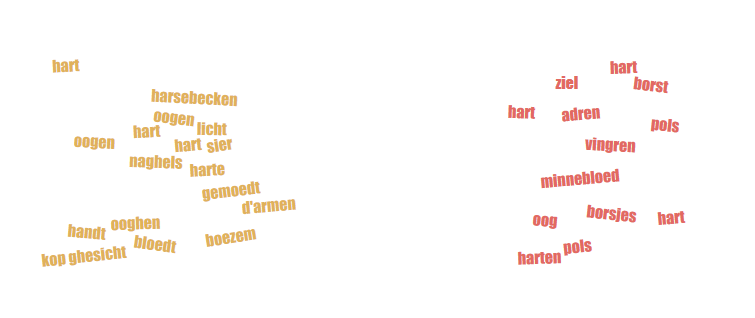 hart
harsebecken
oogen
licht
hart
oogen
hart sier
naghels
harte
gemoedt
d'armen
ooghen
handt
bloedt
boezem
kop ghesicht
hart
ziel
borst
hart
adren
pols
vingren
minnebloed
oog
borsjes
hart
harten
pols